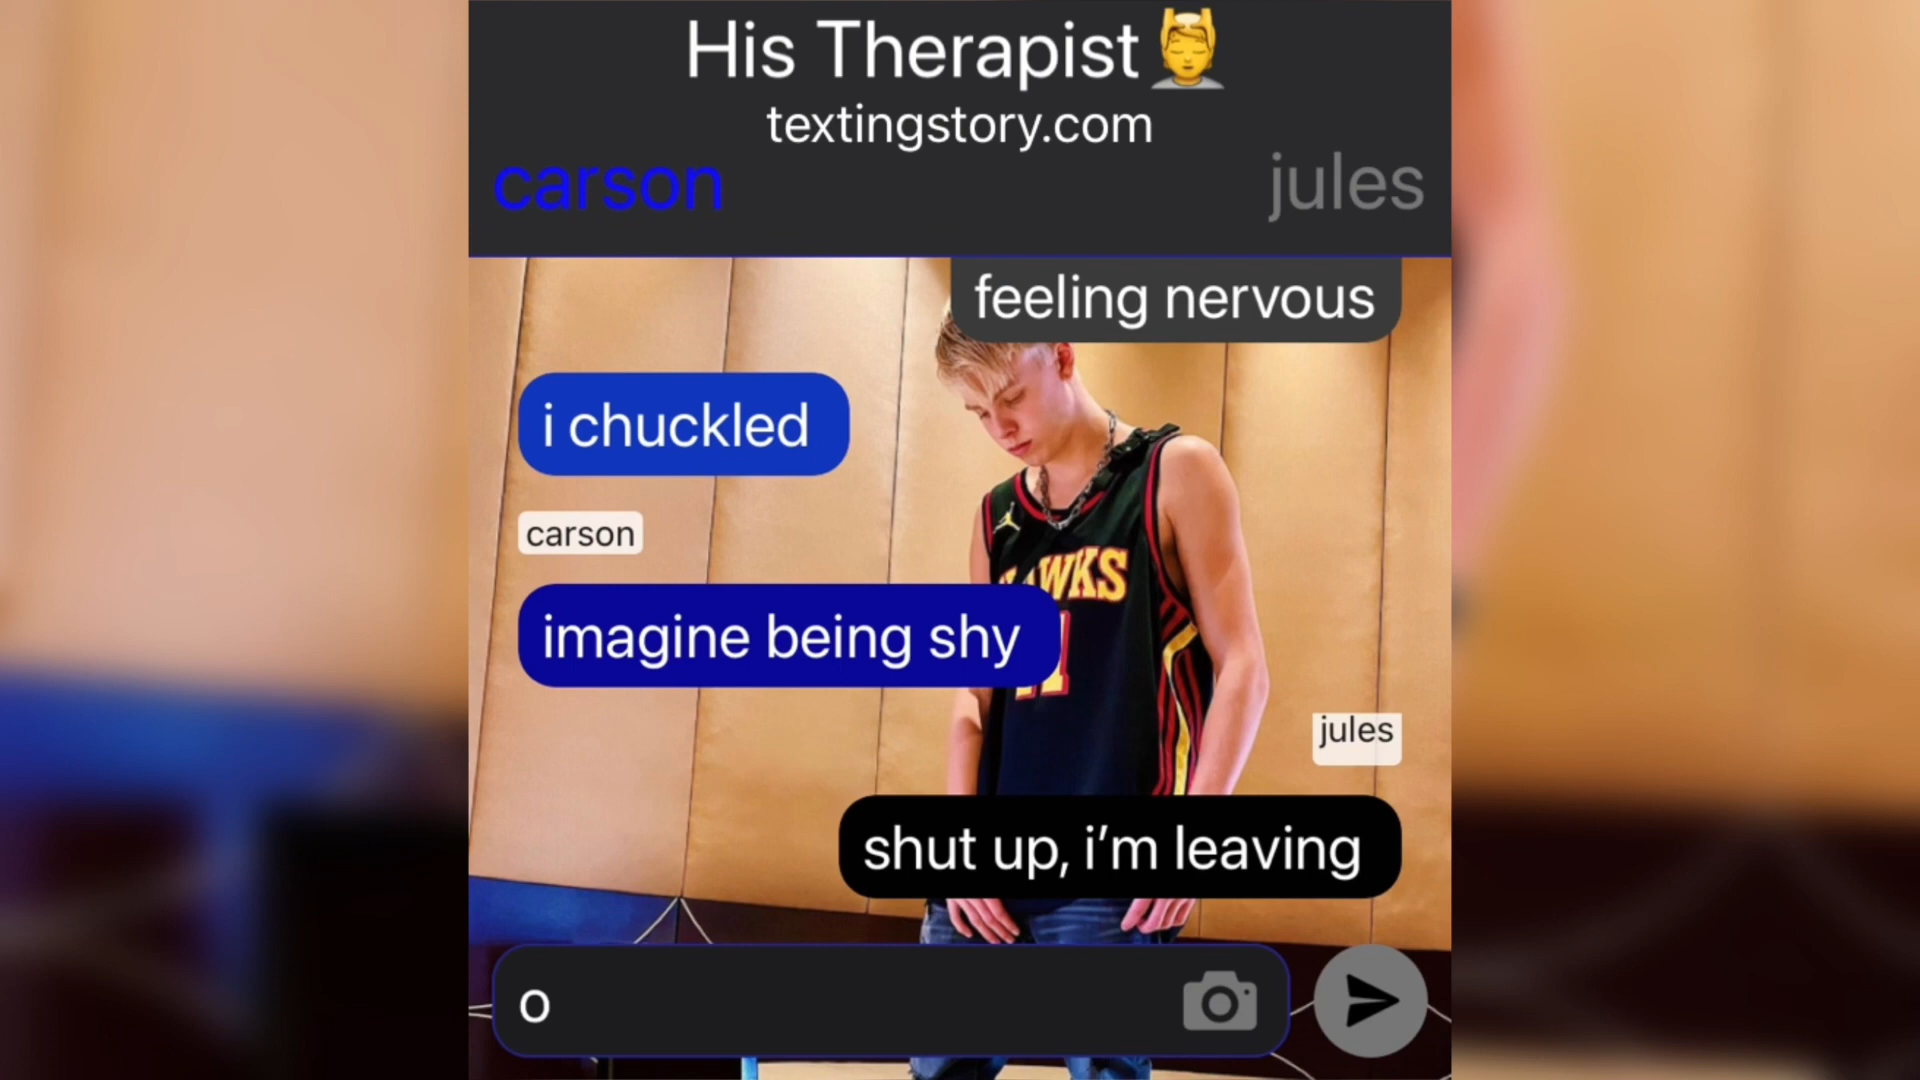 His Therapist💆
textingstory.com
carson
jules
feeling nervous
i chuckled
carson
imagine being shy
jules
shut up, i’m leaving
o